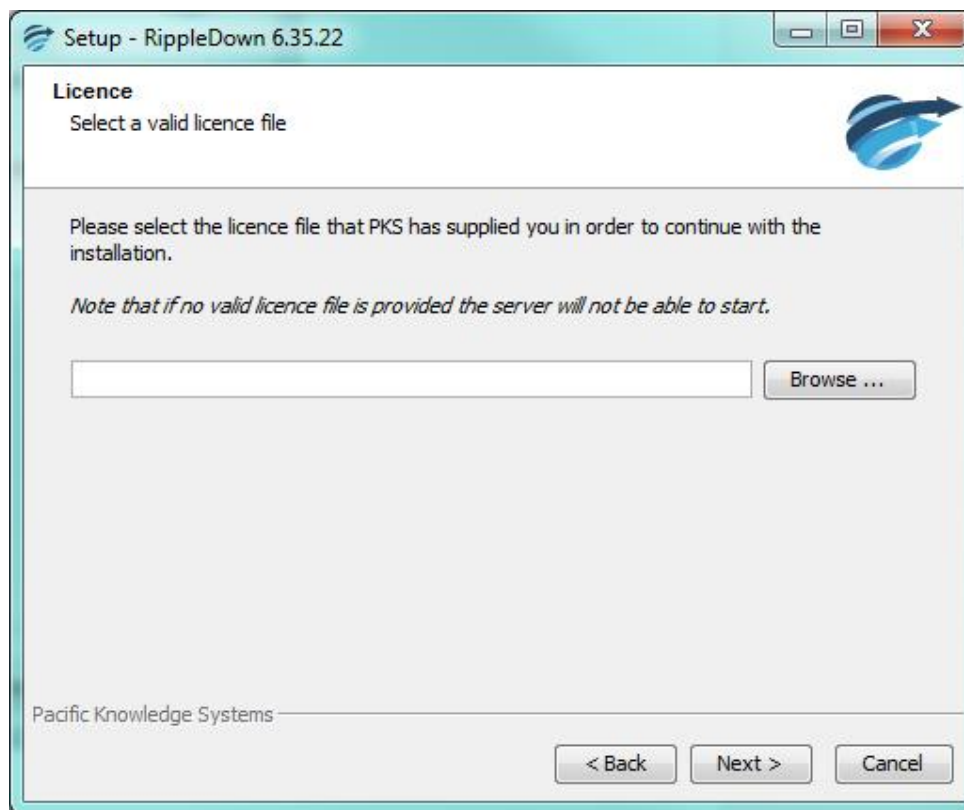 Setup - RippleDown 6.35.22
Licence
Select a valid licence file
Please select the licence file that PKS has supplied you in order to continue with the
installation.
Note that if no valid licence file is provided the server will not be able to start.
Browse ...
Pacific Knowledge Systems
< Back
Next >
Cancel